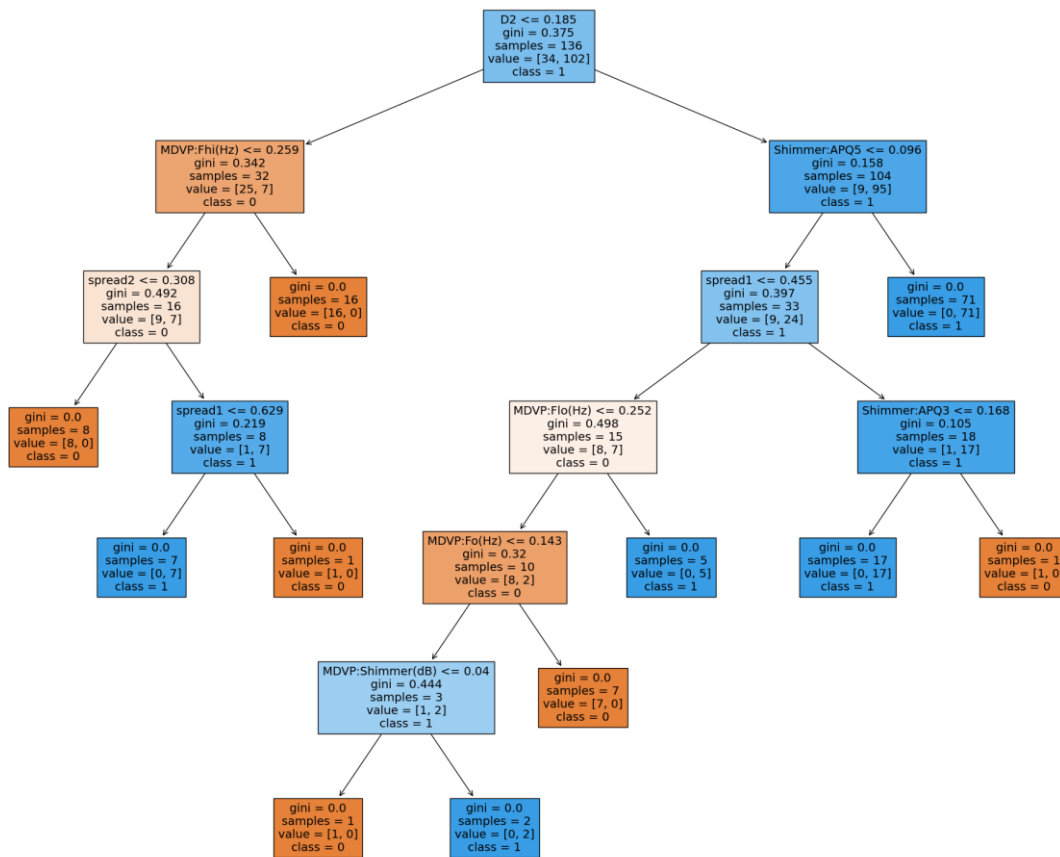 D2 <= 0.185
gini = 0.375
samples = 136
value = [34, 102]
class = 1
MDVP:Fhi(Hz) <= 0.259
gini = 0.342
samples = 32
value = [25, 7]
class = 0
Shimmer:APQ5 <= 0.096
gini = 0.158
samples = 104
value = [9, 95]
class = 1
spread2 <= 0.308
gini = 0.492
samples = 16
value = [9, 7]
class = 0
gini = 0.0
samples = 16
value = [16, 0]
class = 0
spread1 <= 0.455
gini = 0.397
samples = 33
value = [9, 24]
class = 1
gini = 0.0
samples = 71
value = [0, 71]
class = 1
gini = 0.0
samples = 8
value = [8, 0]
class = 0
spread1 <= 0.629
gini = 0.219
samples = 8
value = [1, 7]
class = 1
MDVP:Flo(Hz) <= 0.252
gini = 0.498
samples = 15
value = [8, 7]
class = 0
Shimmer:APQ3 <= 0.168
gini = 0.105
samples = 18
value = [1, 17]
class = 1
gini = 0.0
samples = 7
value = [0, 7]
class = 1
gini = 0.0
samples = 1
value = [1, 0]
class = 0
MDVP:Fo(Hz) <= 0.143
gini = 0.32
samples = 10
value = [8, 2]
class = 0
gini = 0.0
samples = 5
value = [0, 5]
class = 1
gini = 0.0
samples = 17
value = [0, 17]
class = 1
gini = 0.0
samples = 1
value = [1, 0]
class = 0
MDVP:Shimmer(dB) <= 0.04
gini = 0.444
samples = 3
value = [1, 2]
class = 1
gini = 0.0
samples = 7
value = [7, 0]
class = 0
gini = 0.0
samples = 1
value = [1, 0]
class = 0
gini = 0.0
samples = 2
value = [0, 2]
class = 1